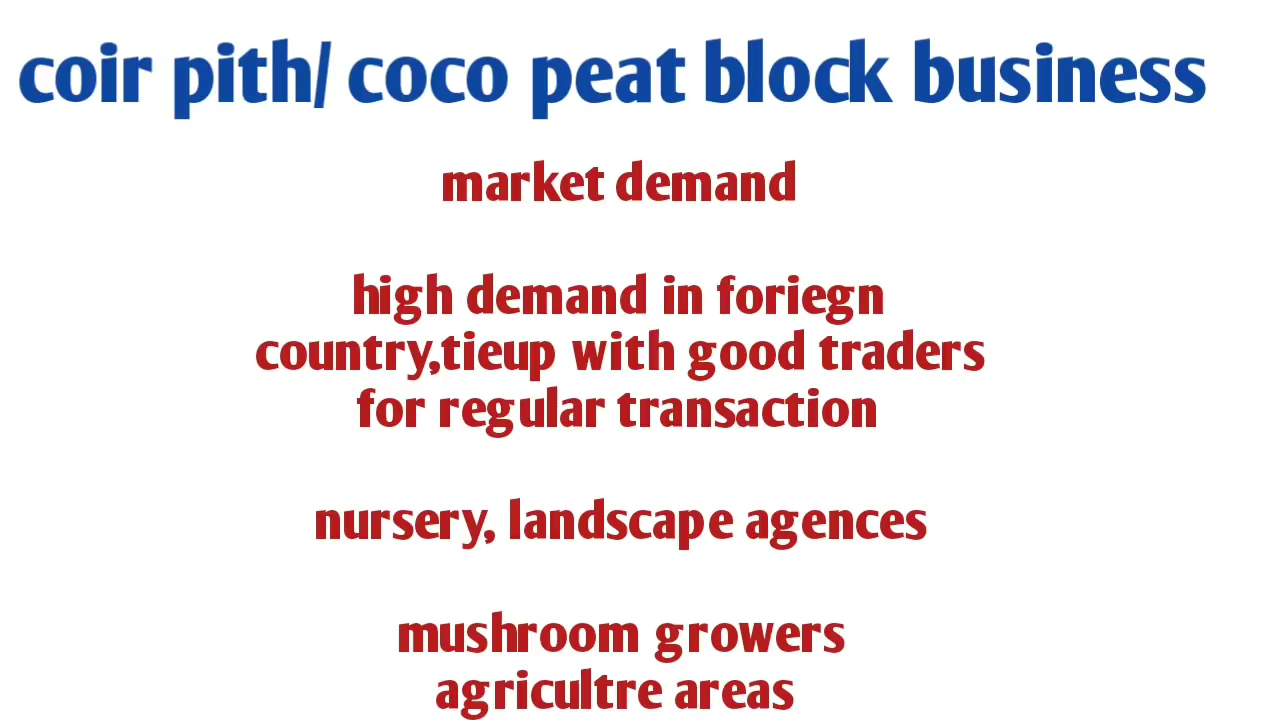 coir pith/ coco peat block business
market demand
high demand in foriegn
country,tieup with good traders
for regular transaction
nursery, landscape agences
mushroom growers
agricultre areas